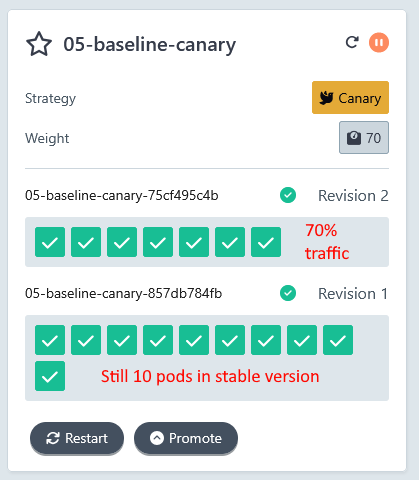 05-baseline-canary
Strategy
Canary
Weight
70
05-baseline-canary-75cf495c4b
Revision 2
70%
traffic
05-baseline-canary-857db784fb
Revision 1
Still 10 pods in stable version
Restart
Promote